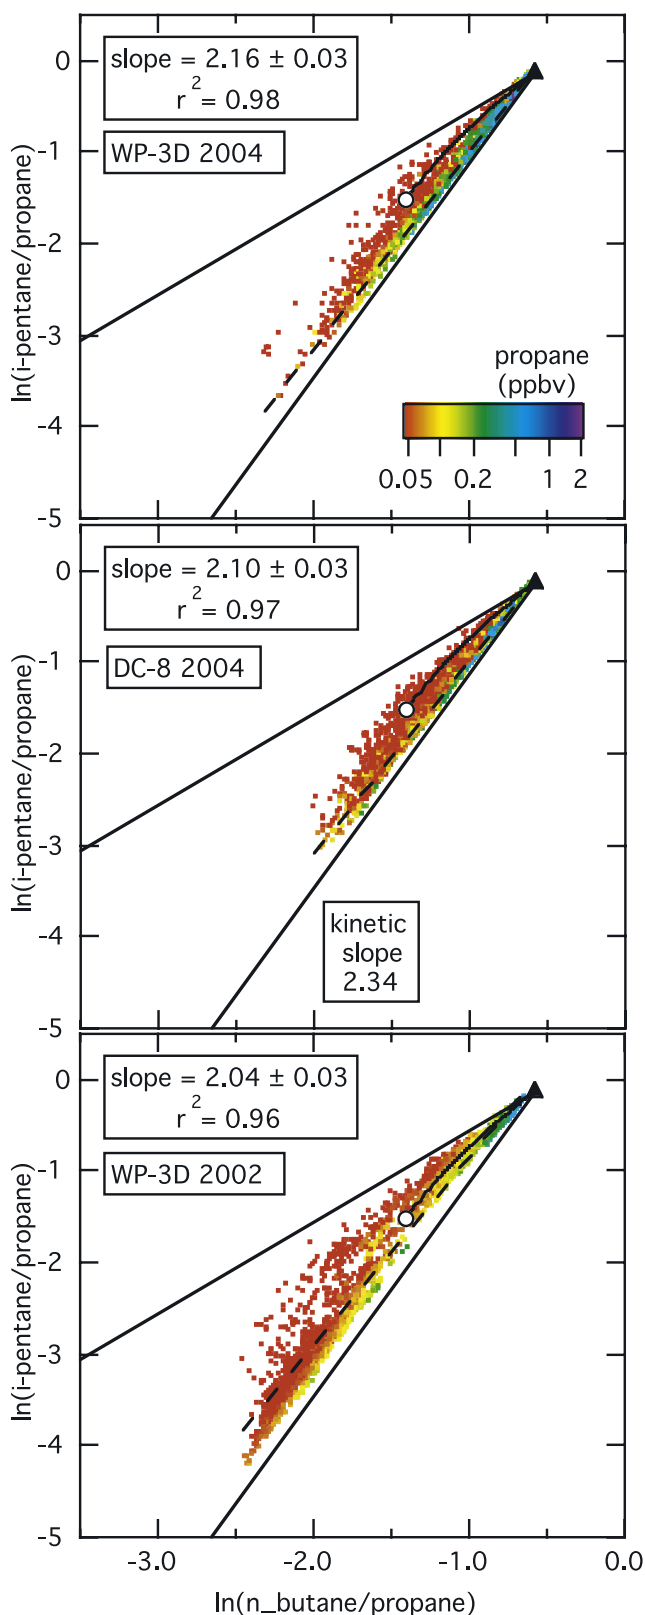 0
-1
-2
-3
-4
-5
ln(i-pentane/propane)
slope = 2.16 ± 0.03
r 2 = 0.98
WP-3D 2004
propane
(ppbv)
0.05 0.2 1 2
0
-1
-2
-3
-4
-5
ln(i-pentane/propane)
slope = 2.10 ± 0.03
r 2 = 0.97
DC-8 2004
kinetic
slope
2.34
0
-1
-2
-3
-4
-5
ln(i-pentane/propane)
slope = 2.04 ± 0.03
r 2 = 0.96
WP-3D 2002
-3.0 -2.0 -1.0 0.0
ln(n_butane/propane)